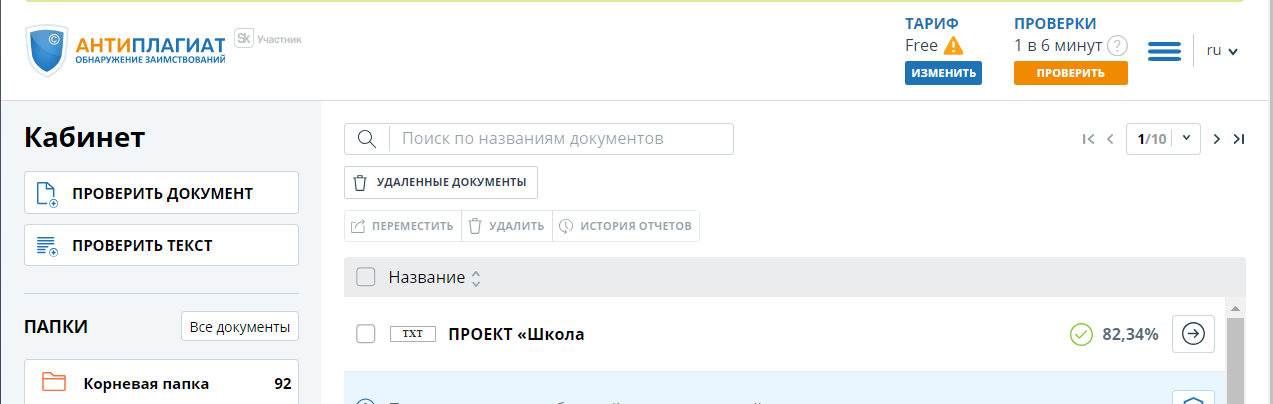 АНТИПЛАГИАТ
ОБНАРУЖЕНИЕ ЗАИМСТВОВАНИЙ
Sk Участник
ТАРИФ
Free
ИЗМЕНИТЬ
ПРОВЕРКИ
1 в 6 минут ?
ПРОВЕРИТЬ
ru
Кабинет
ПРОВЕРИТЬ ДОКУМЕНТ
ПРОВЕРИТЬ ТЕКСТ
ПАПКИ
Все документы
Корневая папка 92
Поиск по названиям документов
1/10
УДАЛЕННЫЕ ДОКУМЕНТЫ
ПЕРЕМЕСТИТЬ УДАЛИТЬ ИСТОРИЯ ОТЧЕТОВ
Название
TXT ПРОЕКТ «Школа 82,34%